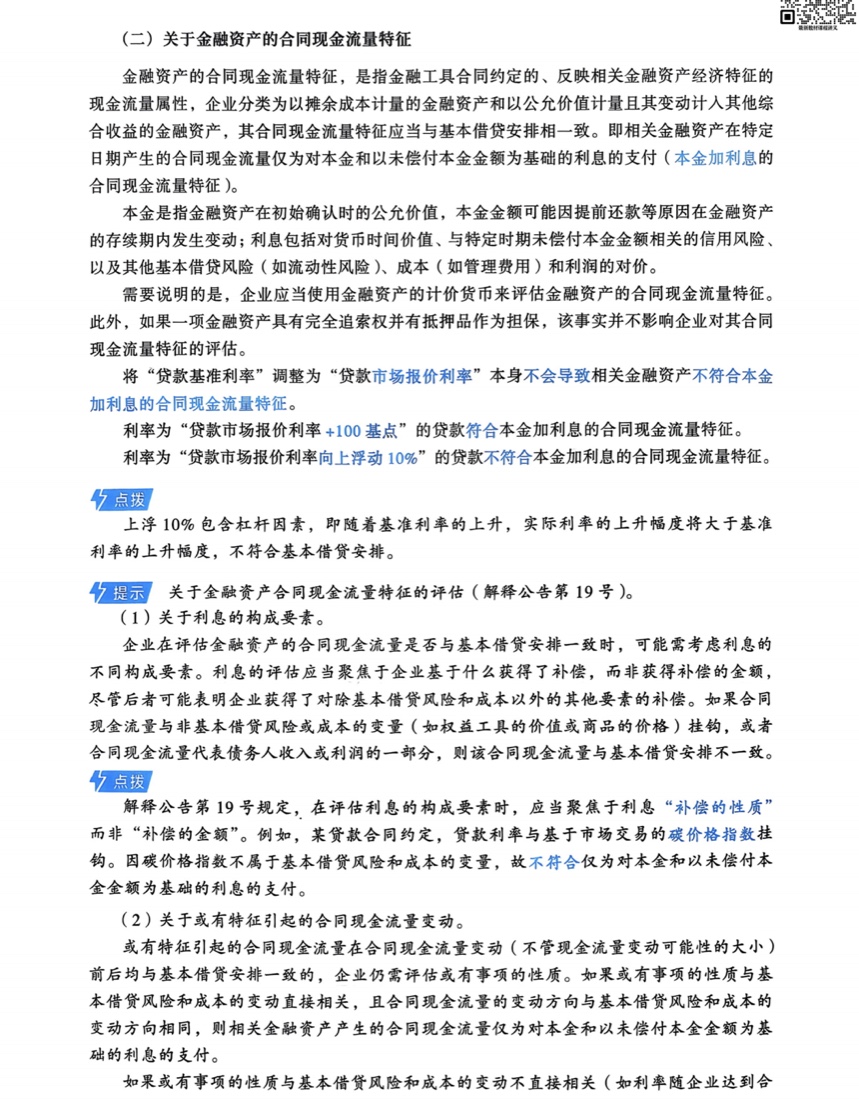 （二）关于金融资产的合同现金流量特征
金融资产的合同现金流量特征，是指金融工具合同约定的、反映相关金融资产经济特征的
现金流量属性，企业分类为以摊余成本计量的金融资产和以公允价值计量且其变动计入其他综
合收益的金融资产，其合同现金流量特征应当与基本借贷安排相一致。即相关金融资产在特定
日期产生的合同现金流量仅为对本金和以未偿付本金金额为基础的利息的支付（本金加利息的
合同现金流量特征）。
本金是指金融资产在初始确认时的公允价值，本金金额可能因提前还款等原因在金融资产
的存续期内发生变动；利息包括对货币时间价值、与特定时期未偿付本金金额相关的信用风险、
以及其他基本借贷风险（如流动性风险）、成本（如管理费用）和利润的对价。
需要说明的是，企业应当使用金融资产的计价货币来评估金融资产的合同现金流量特征。
此外，如果一项金融资产具有完全追索权并有抵押品作为担保，该事实并不影响企业对其合同
现金流量特征的评估。
将“贷款基准利率”调整为“贷款市场报价利率”本身不会导致相关金融资产不符合本金
加利息的合同现金流量特征。
利率为“贷款市场报价利率+100基点”的贷款符合本金加利息的合同现金流量特征。
利率为“贷款市场报价利率向上浮动10%”的贷款不符合本金加利息的合同现金流量特征。
点拨
上浮10%包含杠杆因素，即随着基准利率的上升，实际利率的上升幅度将大于基准
利率的上升幅度，不符合基本借贷安排。
提示 关于金融资产合同现金流量特征的评估（解释公告第19号）。
（1）关于利息的构成要素。
企业在评估金融资产的合同现金流量是否与基本借贷安排一致时，可能需考虑利息的
不同构成要素。利息的评估应当聚焦于企业基于什么获得了补偿，而非获得补偿的金额，
尽管后者可能表明企业获得了对除基本借贷风险和成本以外的其他要素的补偿。如果合同
现金流量与非基本借贷风险或成本的变量（如权益工具的价值或商品的价格）挂钩，或者
合同现金流量代表债务人收入或利润的一部分，则该合同现金流量与基本借贷安排不一致。
点拨
解释公告第19号规定，在评估利息的构成要素时，应当聚焦于利息“补偿的性质”
而非“补偿的金额”。例如，某贷款合同约定，贷款利率与基于市场交易的碳价格指数挂
钩。因碳价格指数不属于基本借贷风险和成本的变量，故不符合仅为对本金和以未偿付本
金金额为基础的利息的支付。
（2）关于或有特征引起的合同现金流量变动。
或有特征引起的合同现金流量在合同现金流量变动（不管现金流量变动可能性的大小）
前后均与基本借贷安排一致的，企业仍需评估或有事项的性质。如果或有事项的性质与基
本借贷风险和成本的变动直接相关，且合同现金流量的变动方向与基本借贷风险和成本的
变动方向相同，则相关金融资产产生的合同现金流量仅为对本金和以未偿付本金金额为基
础的利息的支付。
如果或有事项的性质与基本借贷风险和成本的变动不直接相关（如利率随企业达到合